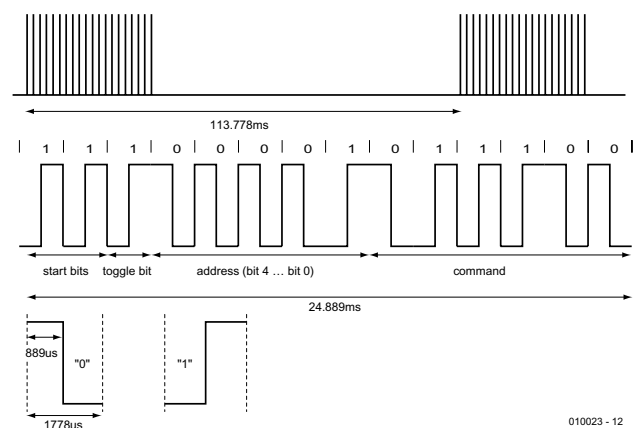 113.778ms
1 1 1 0 0 0 0 1 0 1 1 1 0 0
start bits toggle bit address (bit 4 … bit 0) command
24.889ms
889us "0" "1"
1778us
010023 - 12